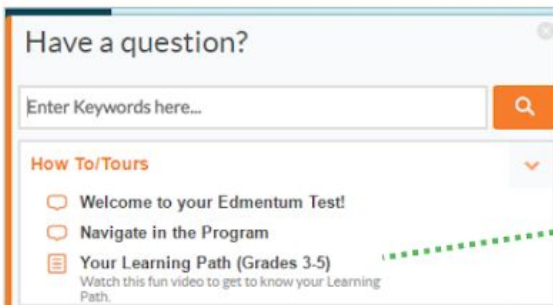 Have a question?
Enter Keywords here...
How To/Tours
Welcome to your Edmentum Test!
Navigate in the Program
Your Learning Path (Grades 3-5)
Watch this fun video to get to know your Learning
Path.